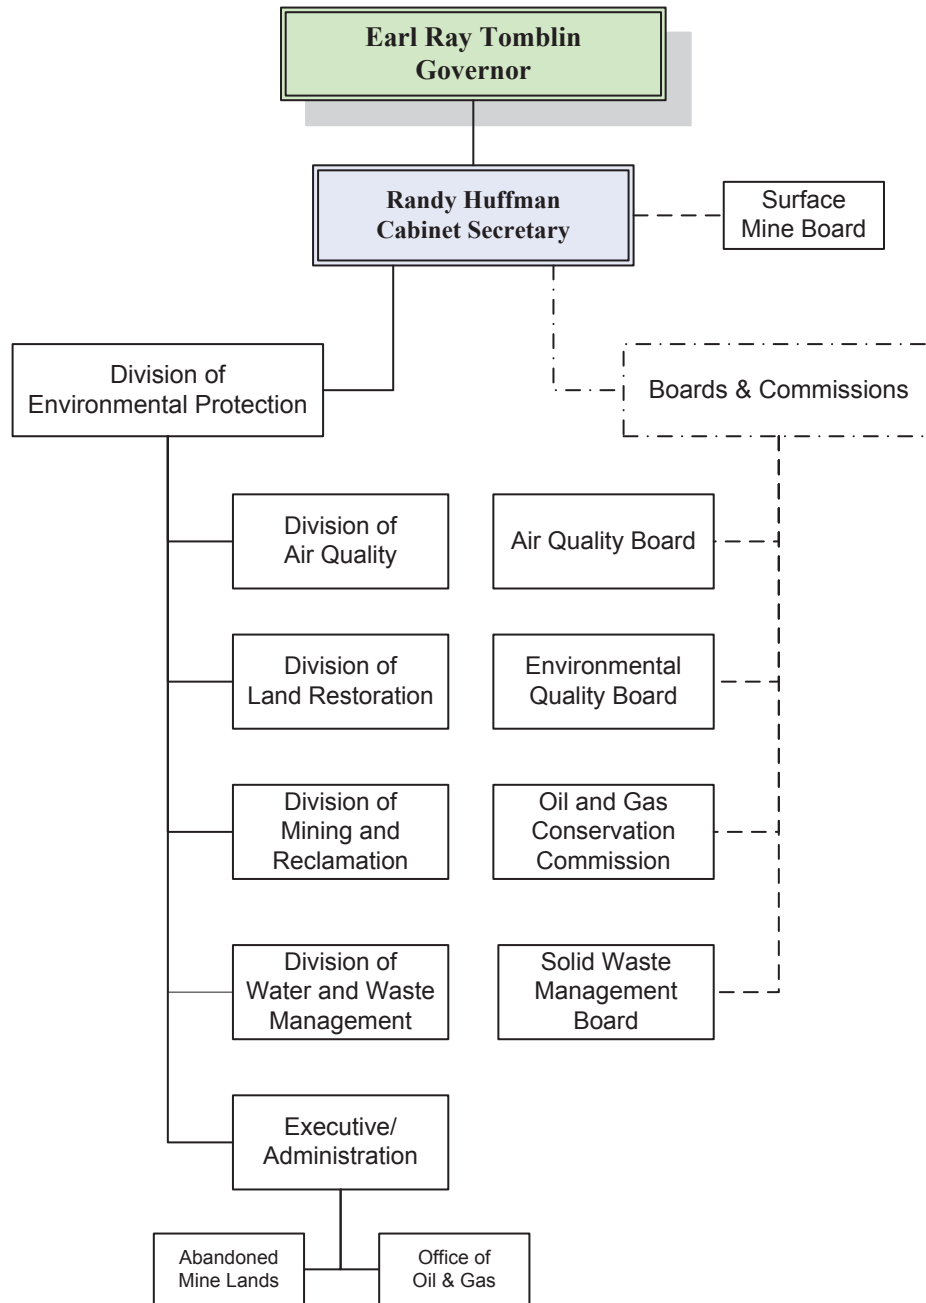 Earl Ray Tomblin
Governor
Randy Huffman
Cabinet Secretary
Surface
Mine Board
Division of
Environmental Protection
Boards & Commissions
Division of
Air Quality
Air Quality Board
Division of
Land Restoration
Environmental
Quality Board
Division of
Mining and
Reclamation
Oil and Gas
Conservation
Commission
Division of
Water and Waste
Management
Solid Waste
Management
Board
Executive/
Administration
Abandoned
Mine Lands
Office of
Oil & Gas